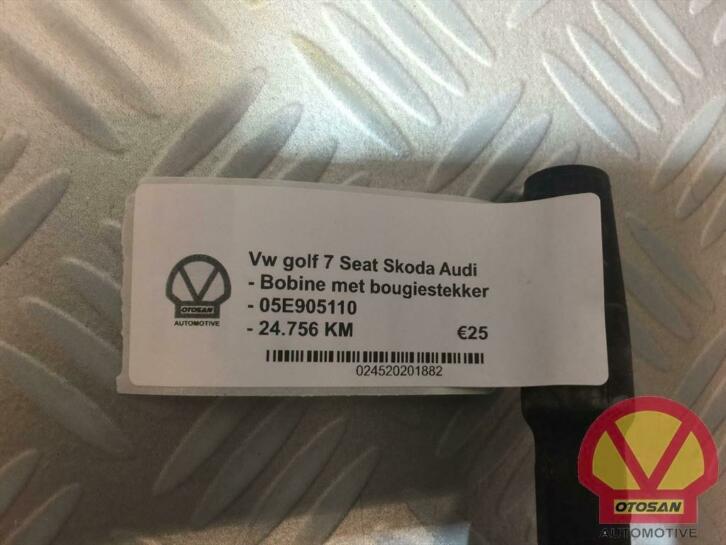 Vw golf 7 Seat Skoda Audi
- Bobine met bougiestekker
- 05E905110
- 24.756 KM €25
024520201882
OTOSAN
AUTOMOTIVE
OTOSAN
AUTOMOTIVE